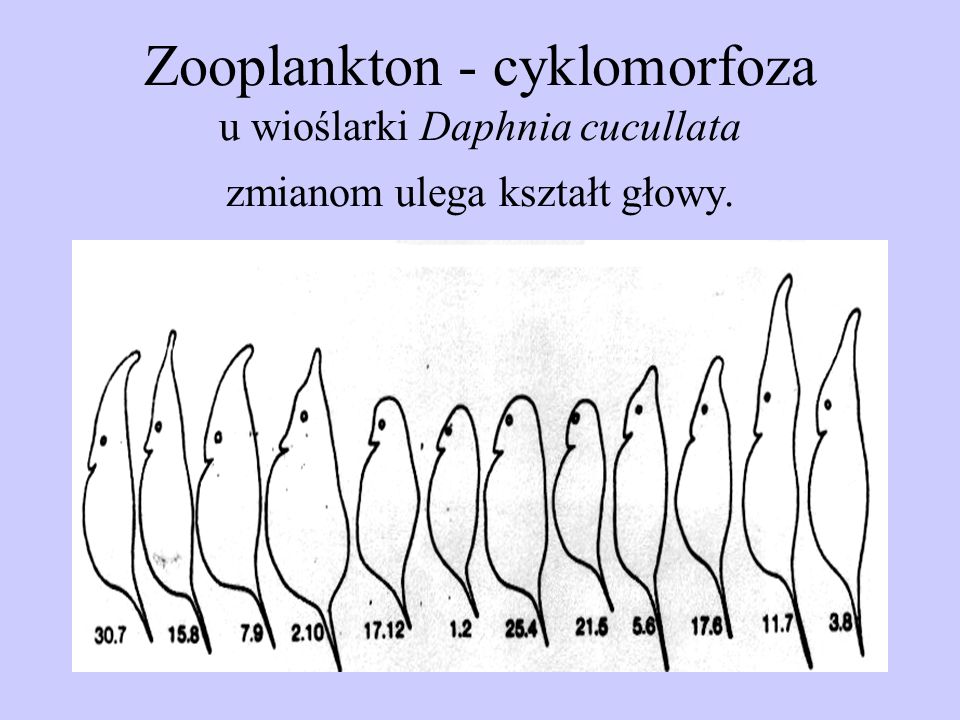 Zooplankton - cyklomorfoza
u wioślarki Daphnia cucullata
zmianom ulega kształt głowy.
30.7 15.8 7.9 2.10 17.12 1.2 25.4 21.5 5.6 17.6 11.7 3.8